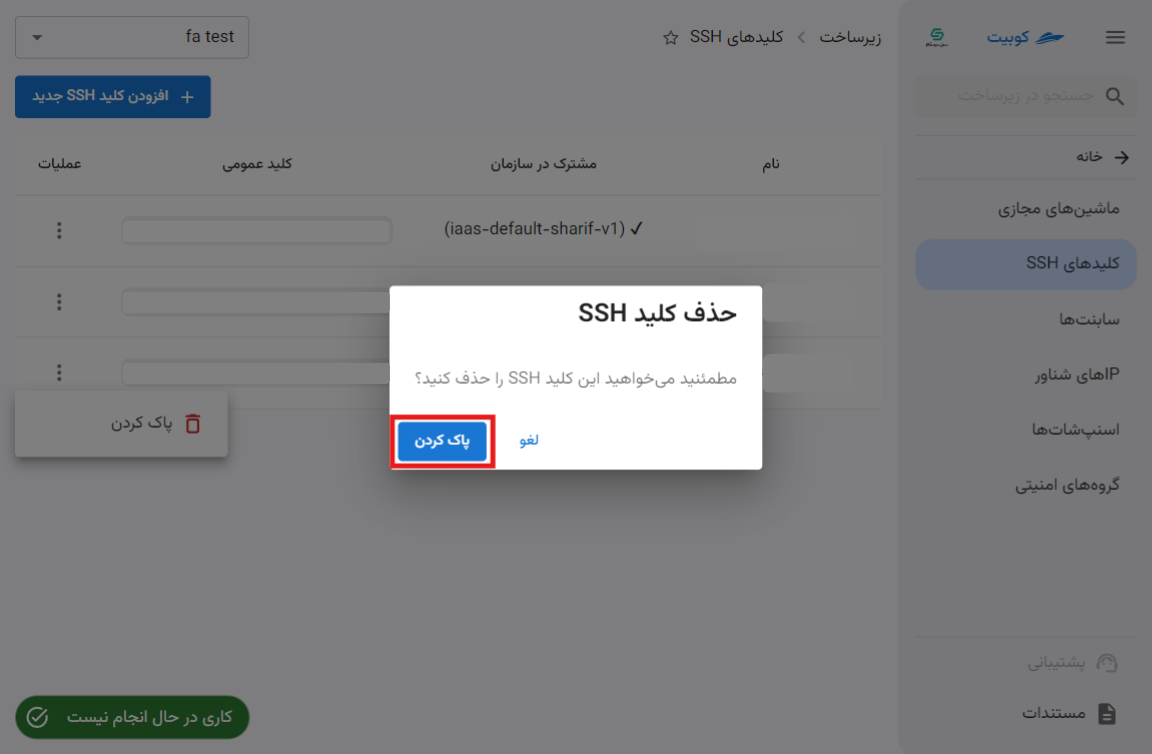 کوبیت
زیرساخت > کلیدهای SSH
fa test
جستجو در زیرساخت
خانه
ماشین‌های مجازی
کلیدهای SSH
سابنت‌ها
IPهای شناور
اسنپ‌شات‌ها
گروه‌های امنیتی
پشتیبانی
مستندات
افزودن کلید SSH جدید
نام مشترک در سازمان کلید عمومی عملیات
✓ (iaas-default-sharif-v1)
حذف کلید SSH
مطمئنید می‌خواهید این کلید SSH را حذف کنید؟
لغو پاک کردن
پاک کردن
کاری در حال انجام نیست